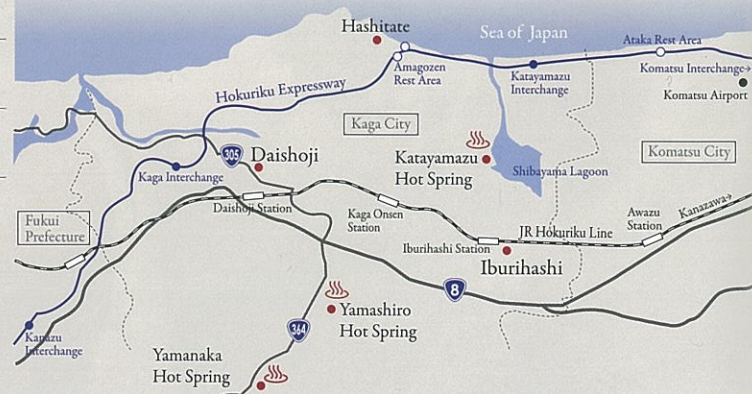 Hashitate
Sea of Japan
Ataka Rest Area
Amagozen
Rest Area
Katayamazu
Interchange
Komatsu Interchange→
Komatsu Airport
Hokuriku Expressway
Kaga City
Komatsu City
305
Daishoji
Katayamazu
Hot Spring
Shibayama Lagoon
Kaga Interchange
Daishoji Station
Kaga Onsen
Station
Fukui
Prefecture
JR Hokuriku Line
Awazu
Station
Kanazawa→
Iburihashi Station
Iburihashi
8
Yamashiro
Hot Spring
364
Kanazu
Interchange
Yamanaka
Hot Spring